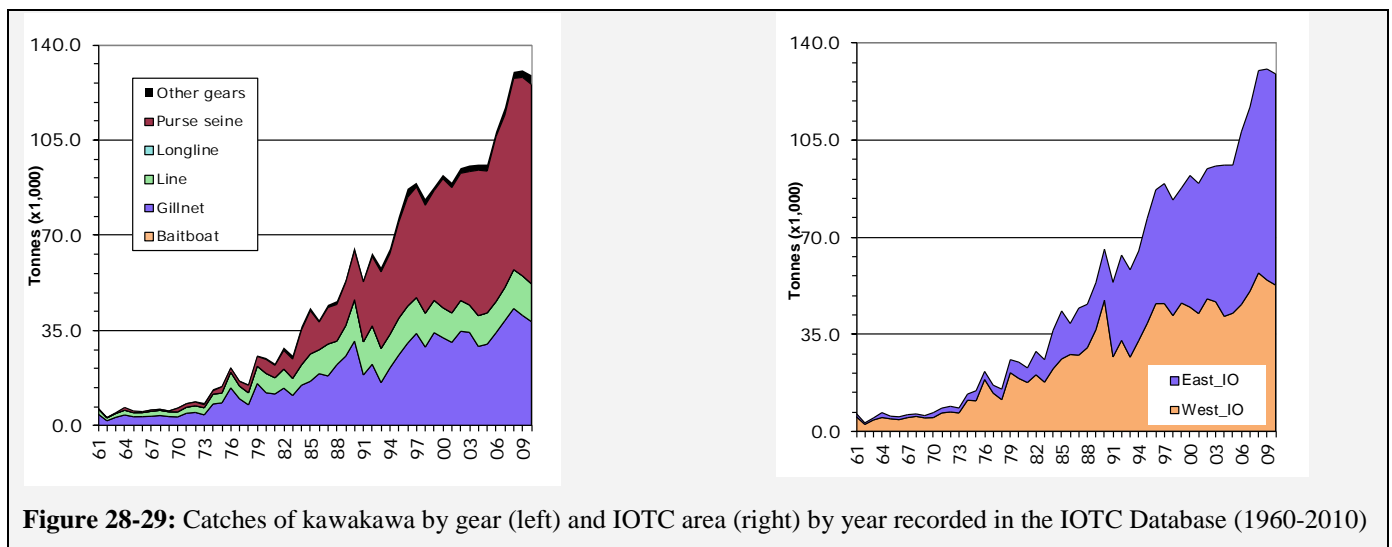 140.0
105.0
70.0
35.0
0.0
Tonnes (x1,000)
Other gears
Purse seine
Longline
Line
Gillnet
Baitboat
61 64 67 70 73 76 79 82 85 88 91 94 97 00 03 06 09
140.0
105.0
70.0
35.0
0.0
Tonnes (x1,000)
East_IO
West_IO
61 64 67 70 73 76 79 82 85 88 91 94 97 00 03 06 09
Figure 28-29: Catches of kawakawa by gear (left) and IOTC area (right) by year recorded in the IOTC Database (1960-2010)